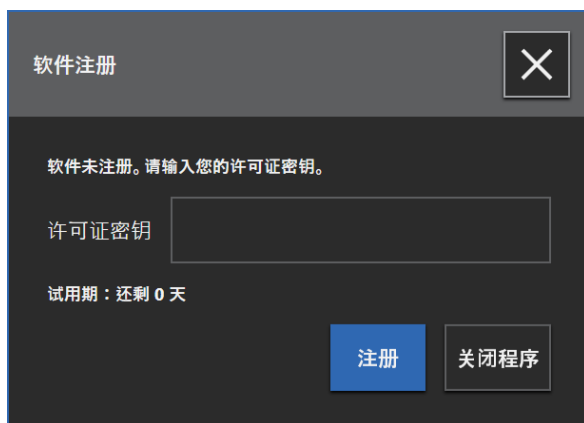 软件注册
软件未注册。请输入您的许可证密钥。
许可证密钥
试用期：还剩 0 天
注册
关闭程序